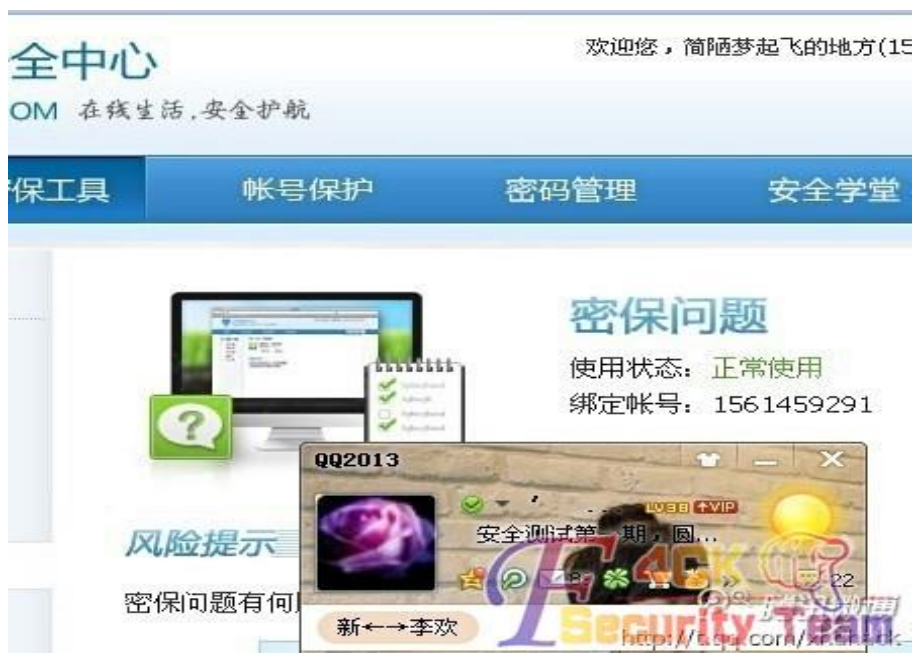 全中心
欢迎您，简陋梦起飞的地方(15
OM 在线生活,安全护航
保工具
帐号保护
密码管理
安全学堂
密保问题
使用状态：正常使用
绑定帐号：1561459291
QQ2013
LV38 VIP
安全测试第一期，圆...
22
风险提示
密保问题有何
新←→李欢
F4CK
Security Team